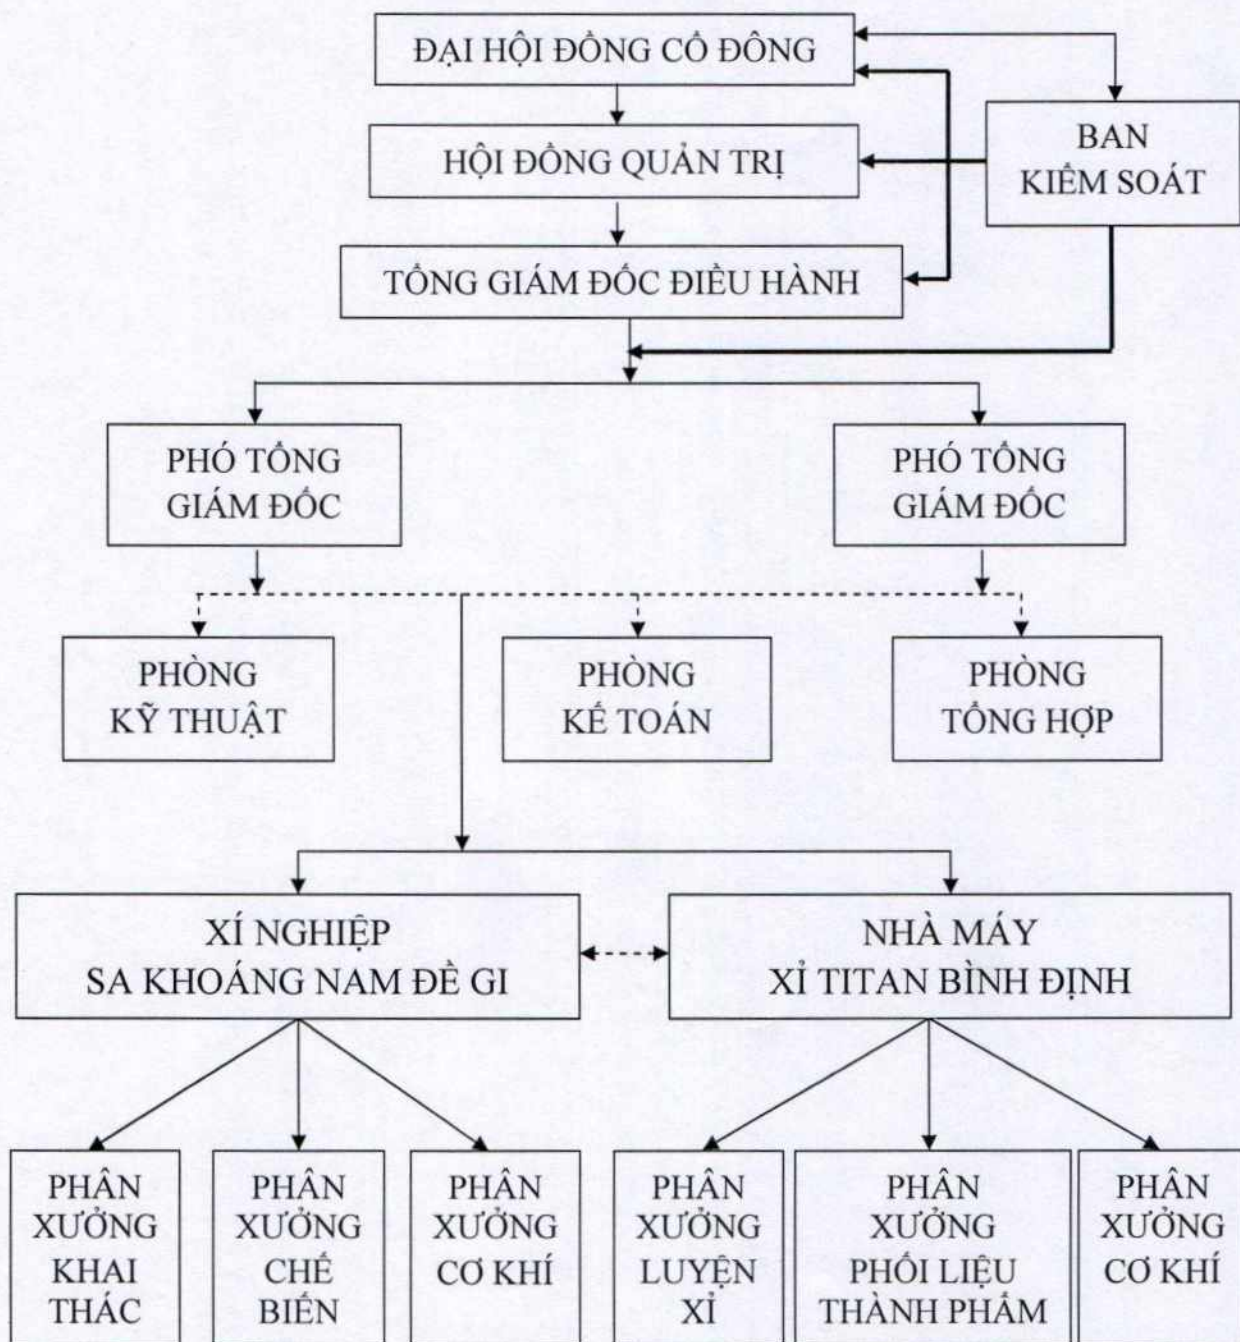 ĐẠI HỘI ĐỒNG CỔ ĐÔNG
BAN
KIỂM SOÁT
HỘI ĐỒNG QUẢN TRỊ
TỔNG GIÁM ĐỐC ĐIỀU HÀNH
PHÓ TỔNG
GIÁM ĐỐC
PHÓ TỔNG
GIÁM ĐỐC
PHÒNG
KỸ THUẬT
PHÒNG
KẾ TOÁN
PHÒNG
TỔNG HỢP
XÍ NGHIỆP
SA KHOÁNG NAM ĐỀ GI
NHÀ MÁY
XỈ TITAN BÌNH ĐỊNH
PHÂN
XƯỞNG
KHAI
THÁC
PHÂN
XƯỞNG
CHẾ
BIẾN
PHÂN
XƯỞNG
CƠ KHÍ
PHÂN
XƯỞNG
LUYỆN
XỈ
PHÂN
XƯỞNG
PHỐI LIỆU
THÀNH PHẨM
PHÂN
XƯỞNG
CƠ KHÍ